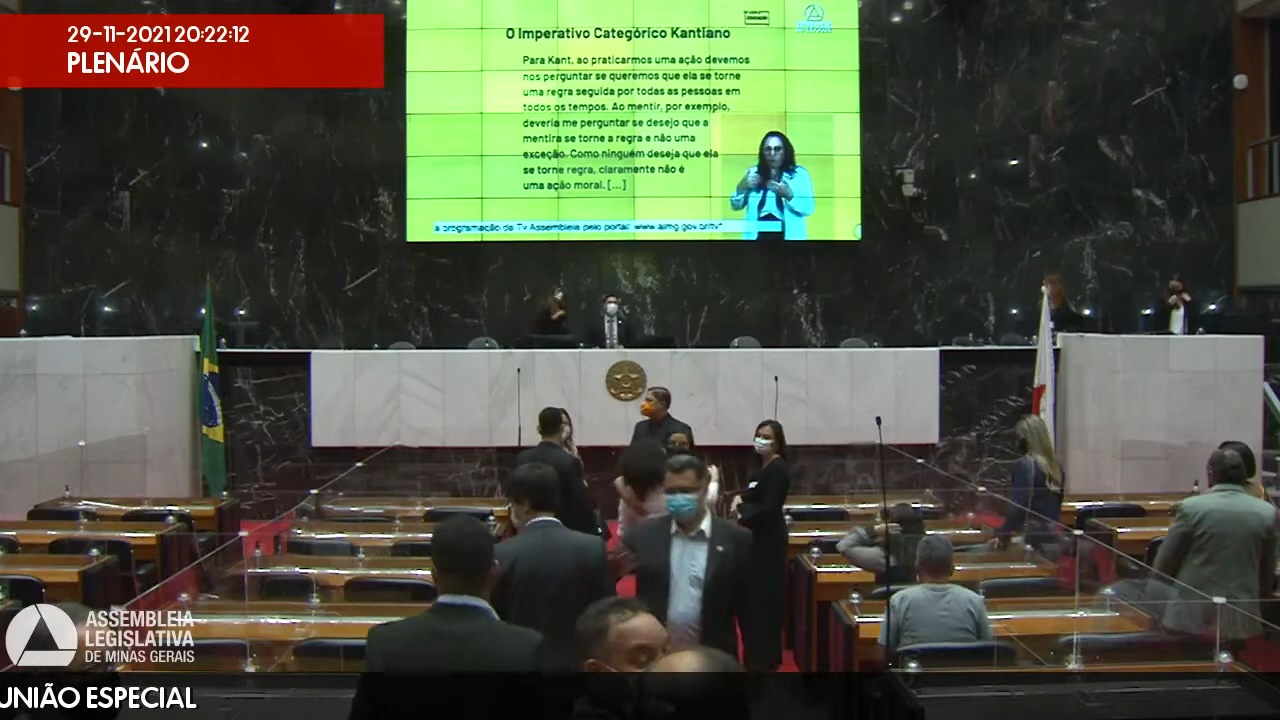 29-11-2021 20:22:12
PLENÁRIO
O Imperativo Categórico Kantiano
Para Kant, ao praticarmos uma ação devemos
nos perguntar se queremos que ela se torne
uma regra seguida por todas as pessoas em
todos os tempos. Ao mentir, por exemplo,
deveria me perguntar se desejo que a
mentira se torne a regra e não uma
exceção. Como ninguém deseja que ela
se torne regra, claramente não é
uma ação moral. [...]
a programação da Tv Assembleia pelo portal: www.almg.gov.br/tv
ASSEMBLEIA
LEGISLATIVA
DE MINAS GERAIS
UNIÃO ESPECIAL